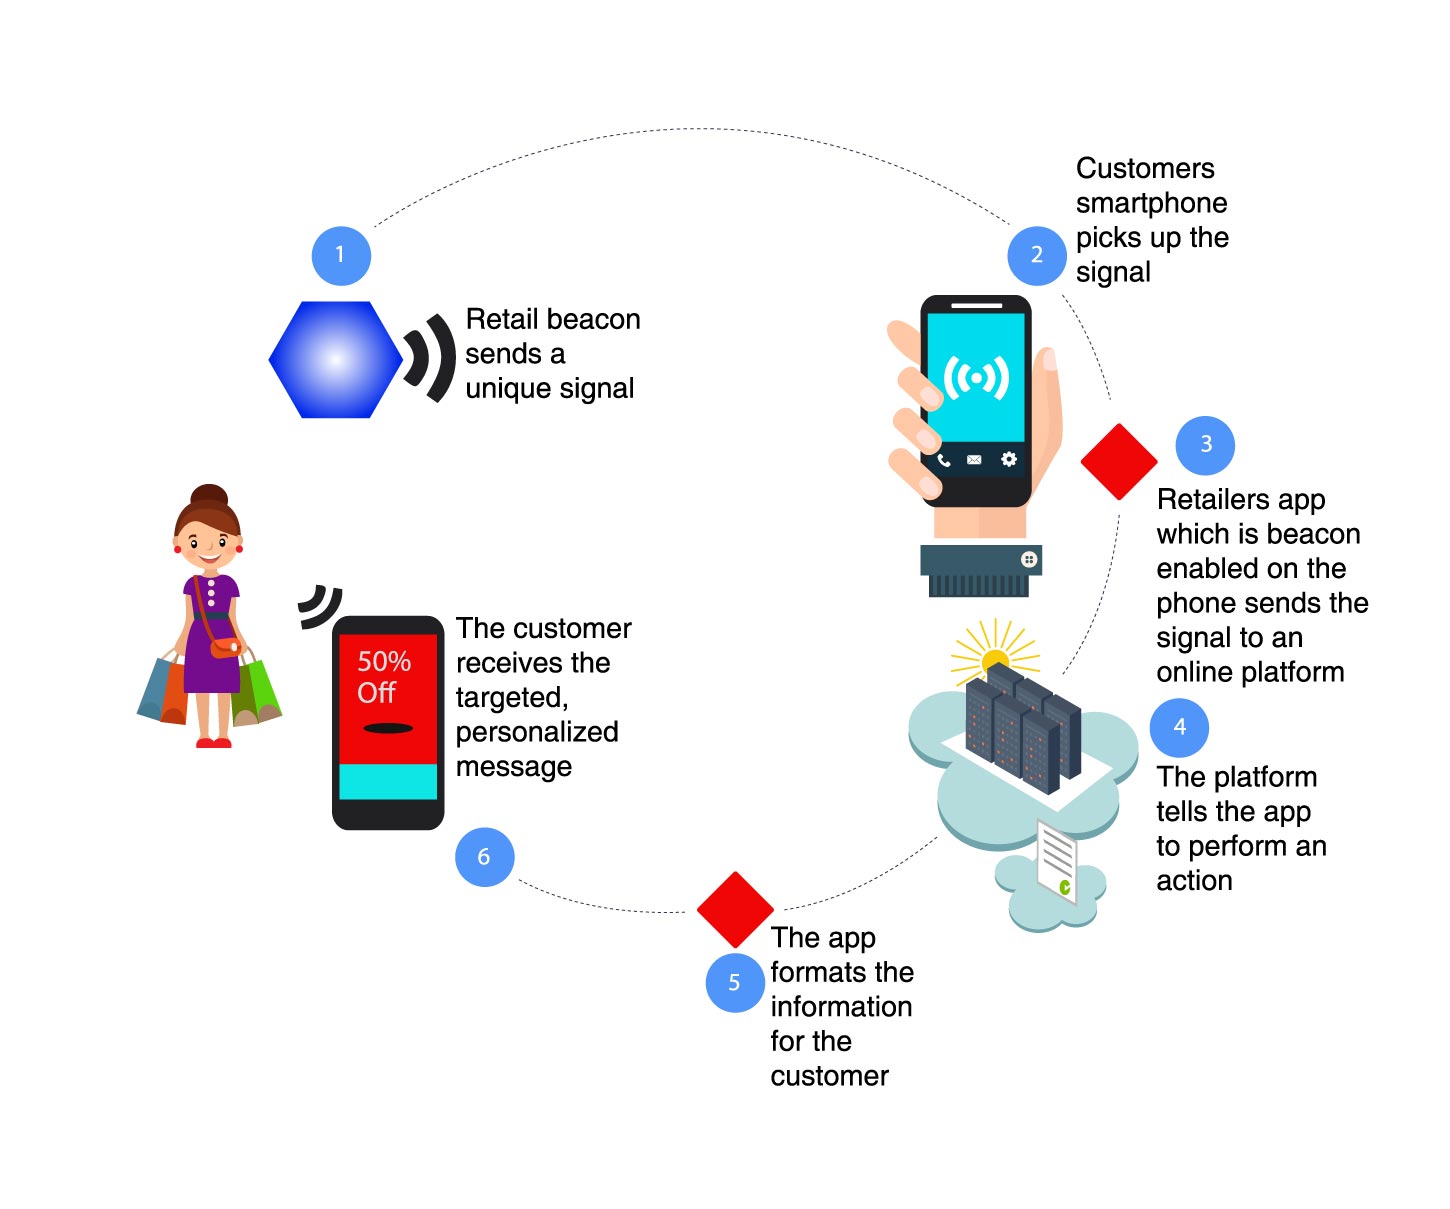 1
Retail beacon
sends a
unique signal
2
Customers
smartphone
picks up the
signal
3
Retailers app
which is beacon
enabled on the
phone sends the
signal to an
online platform
4
The platform
tells the app
to perform an
action
5
The app
formats the
information
for the
customer
6
The customer
receives the
targeted,
personalized
message
50%
Off